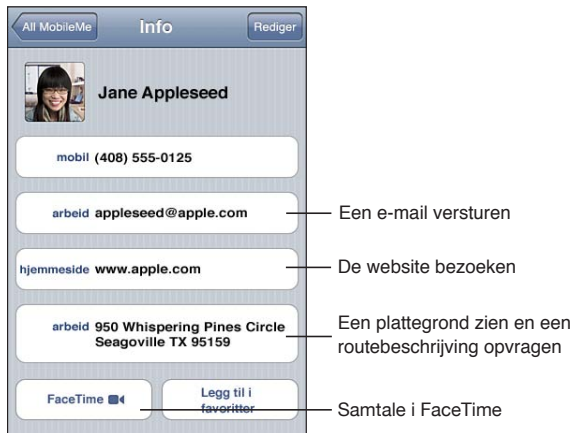 All MobileMe Info Rediger
Jane Appleseed
mobil (408) 555-0125
arbeid appleseed@apple.com
Een e-mail versturen
hjemmeside www.apple.com
De website bezoeken
arbeid 950 Whispering Pines Circle
Seagoville TX 95159
Een plattegrond zien en een
routebeschrijving opvragen
FaceTime
Legg til i
favoritter
Samtale i FaceTime